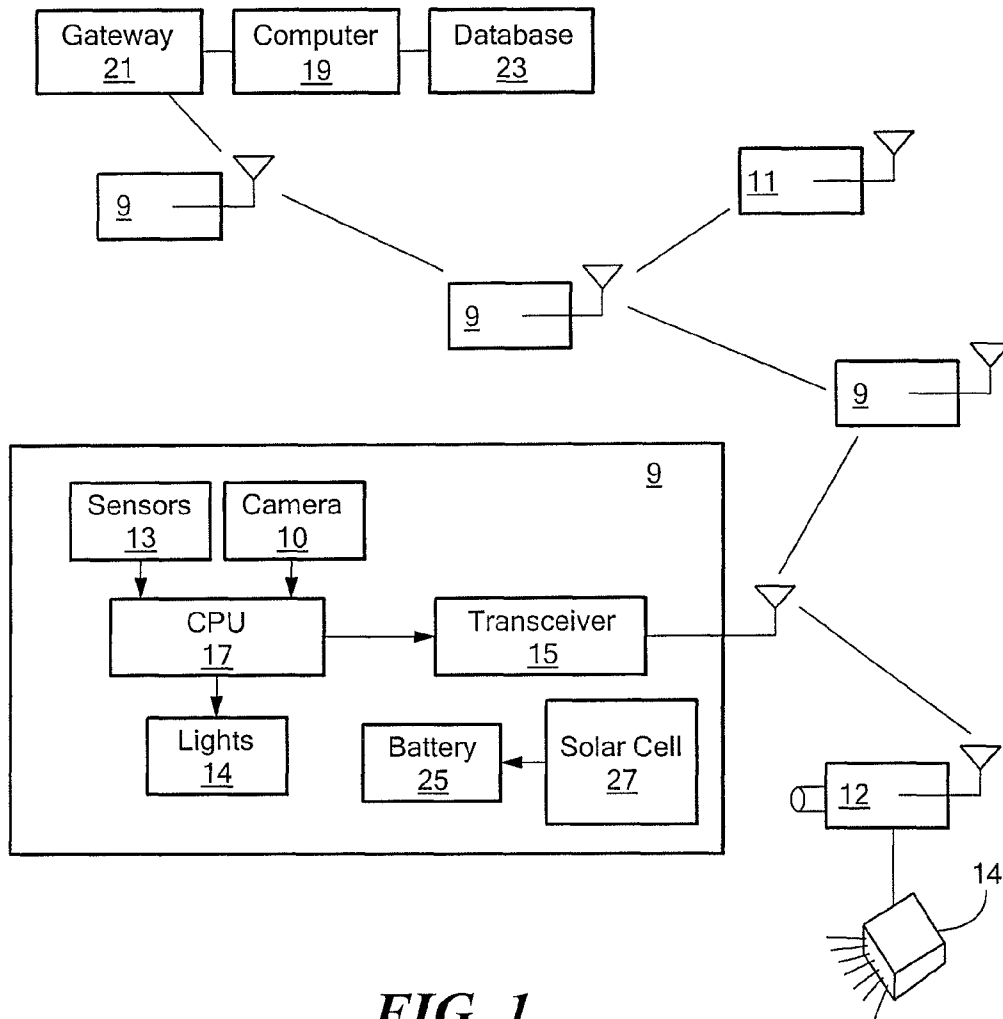 Gateway
21
Computer
19
Database
23
9
11
9
9
9
Sensors
13
Camera
10
CPU
17
Transceiver
15
Lights
14
Battery
25
Solar Cell
27
12
14
FIG. 1